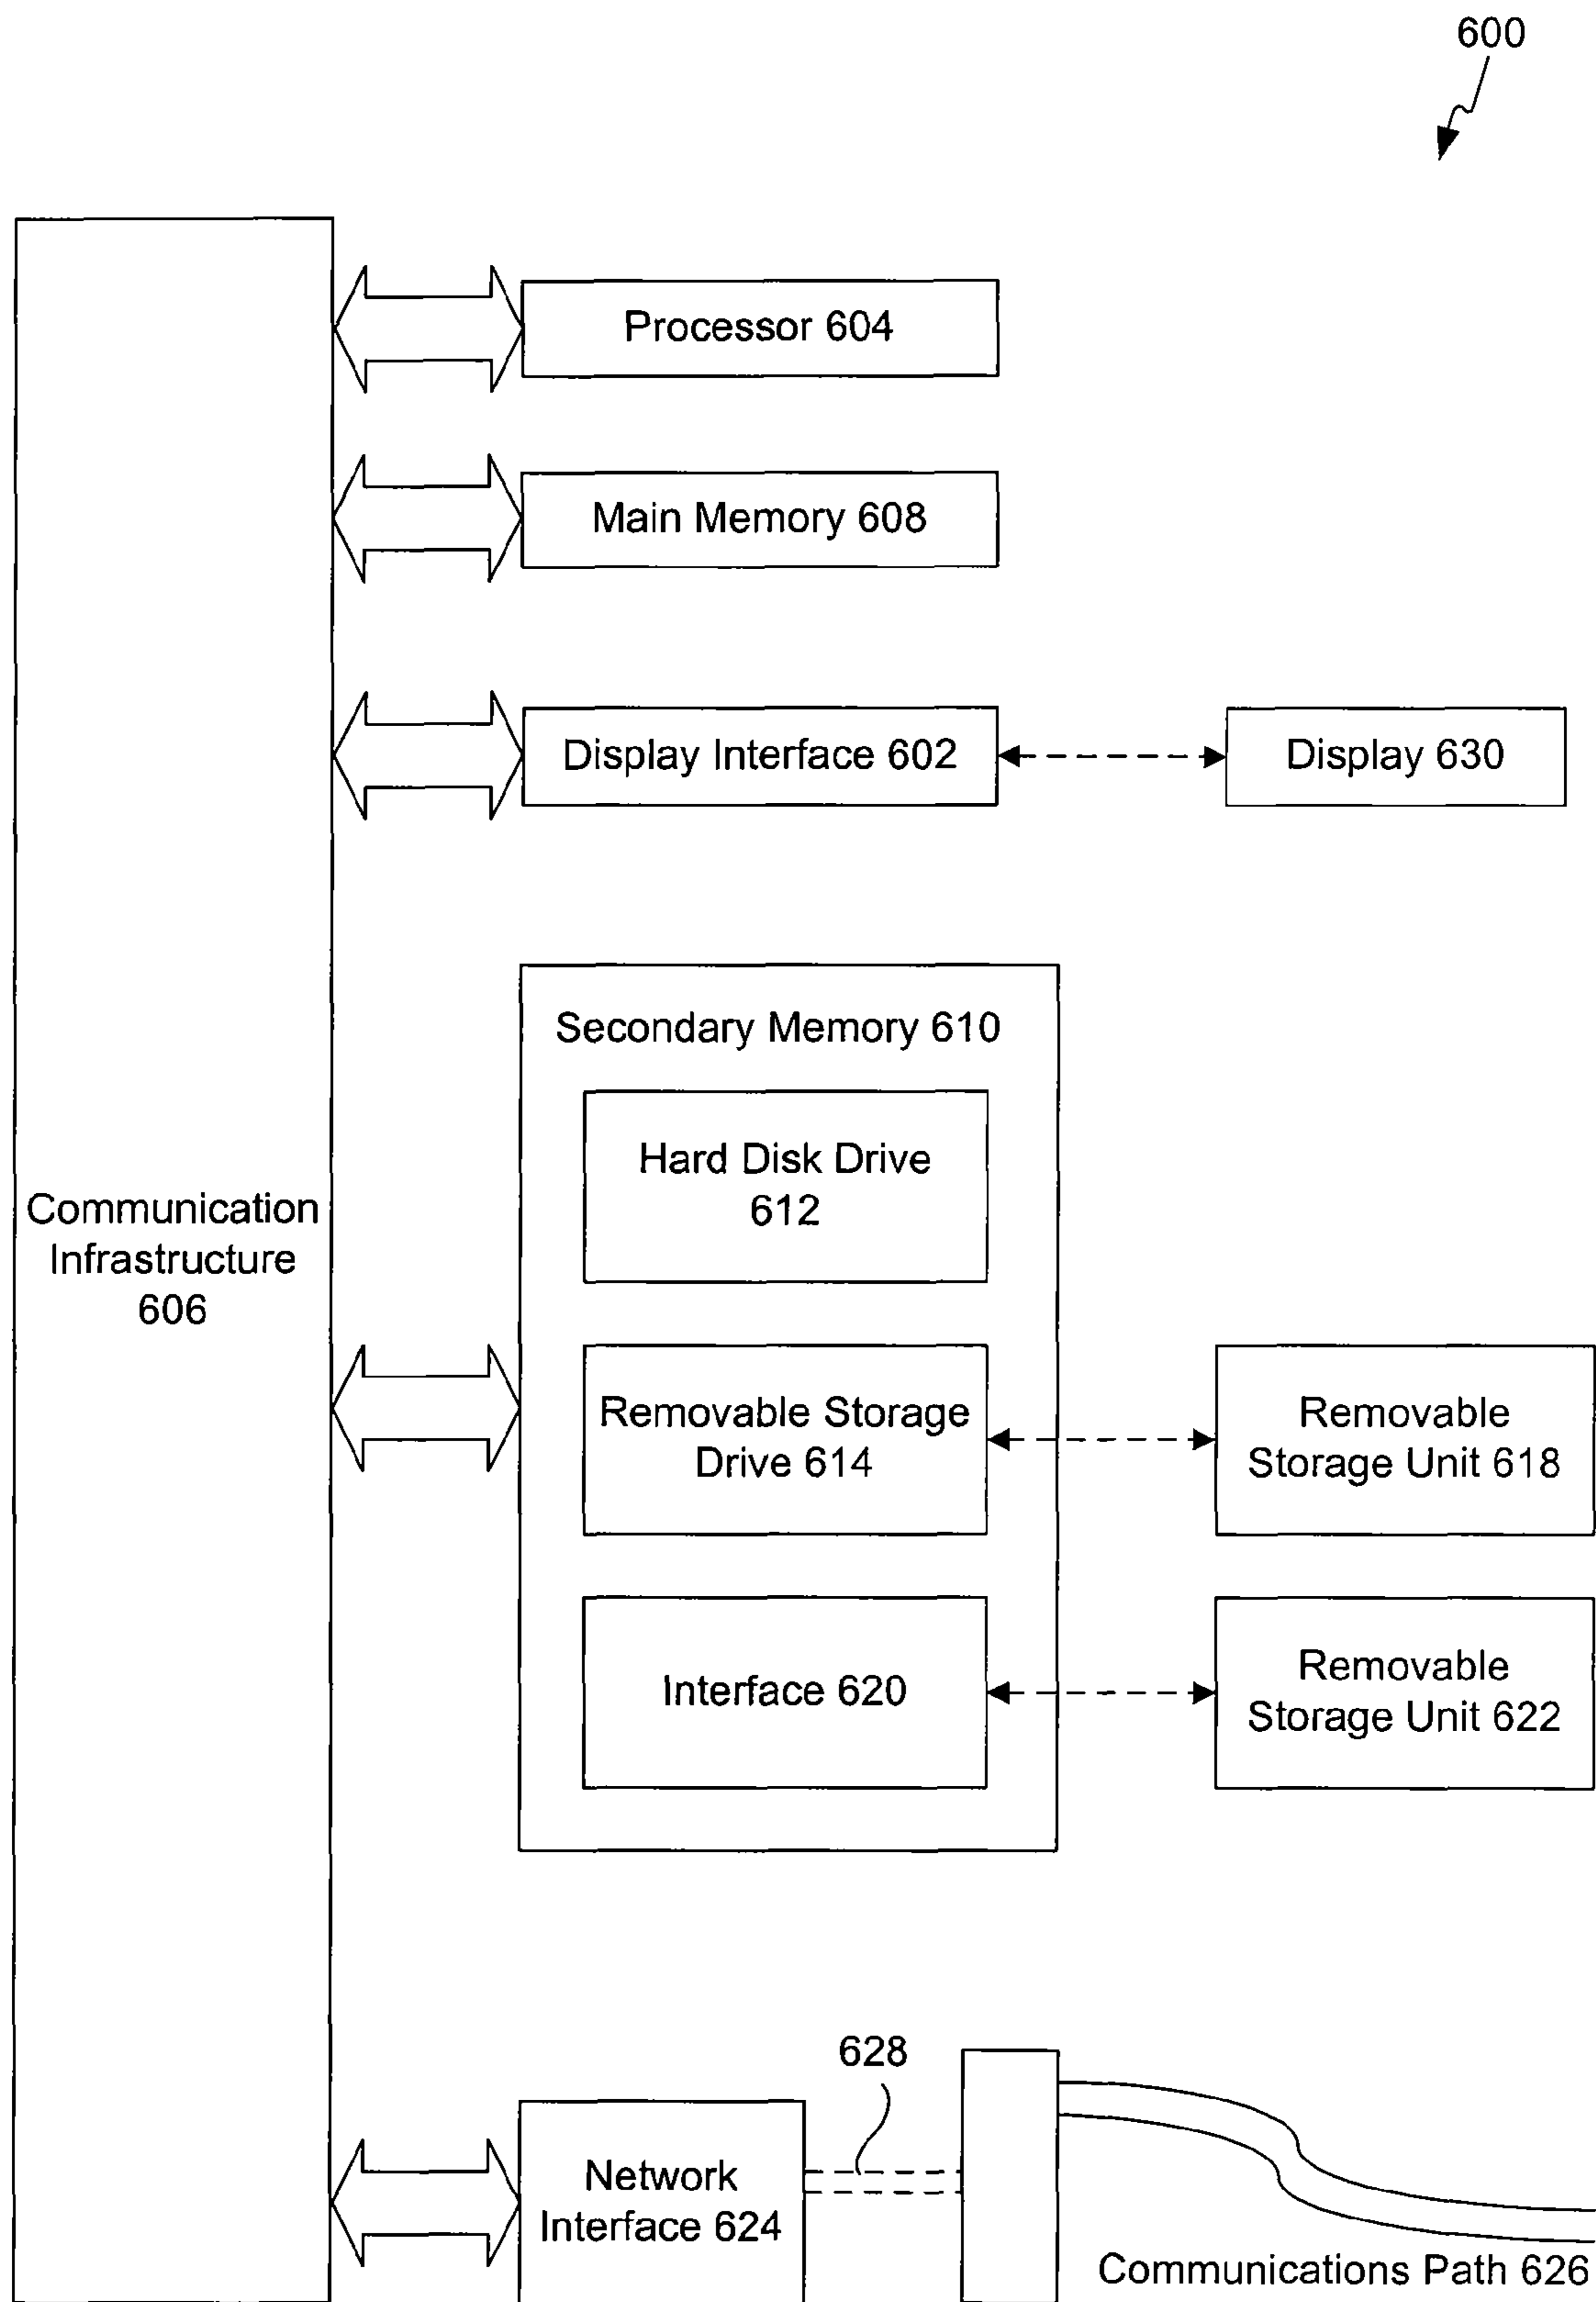 600
Processor 604
Main Memory 608
Display Interface 602
Display 630
Secondary Memory 610
Hard Disk Drive
612
Communication
Infrastructure
606
Removable Storage
Drive 614
Removable
Storage Unit 618
Interface 620
Removable
Storage Unit 622
628
Network
Interface 624
Communications Path 626